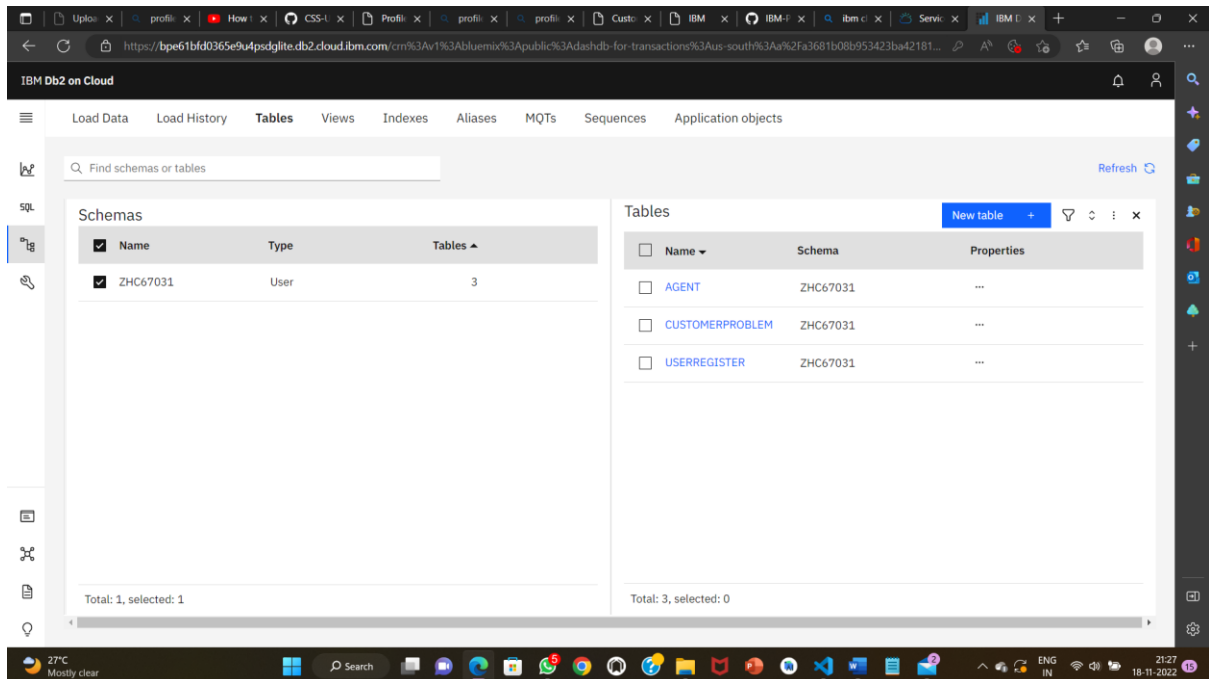 Uploa profile How t CSS-U Profile profile profile Custo IBM IBM-P ibm cl Servic IBM D
https://bpe61bfd0365e9u4psdglite.db2.cloud.ibm.com/crn%3Av1%3Abluemix%3Apublic%3Adashdb-for-transactions%3Aus-south%3Aa%2Fa3681b08b953423ba42181...
IBM Db2 on Cloud
Load Data Load History Tables Views Indexes Aliases MQTs Sequences Application objects
Find schemas or tables Refresh
SQL
Schemas Tables New table +
Name Type Tables Name Schema Properties
ZHC67031 User 3 AGENT ZHC67031 ...
CUSTOMERPROBLEM ZHC67031 ...
USERREGISTER ZHC67031 ...
Total: 1, selected: 1 Total: 3, selected: 0
27°C
Mostly clear
Search 5 2 ENG
IN
21:27
18-11-2022 15